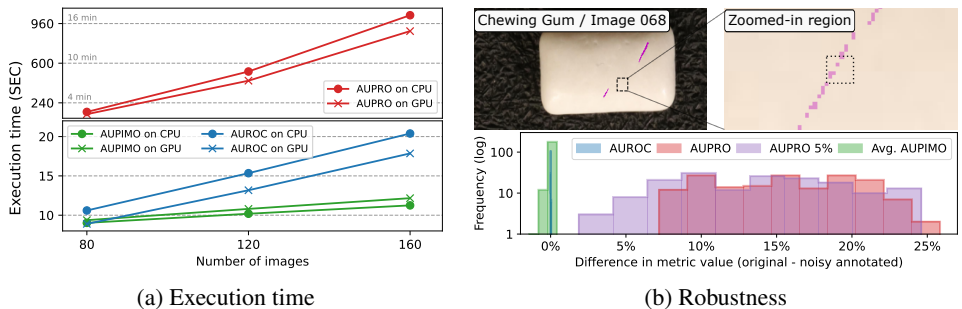 16 min
960
10 min
600
4 min
240
AUPRO on CPU
AUPRO on GPU
Execution time (SEC)
AUPIMO on CPU
AUPIMO on GPU
AUROC on CPU
AUROC on GPU
20
15
10
80
120
160
Number of images
(a) Execution time
Chewing Gum / Image 068
Zoomed-in region
AUROC
AUPRO
AUPRO 5%
Avg. AUPIMO
Frequency (log)
100
10
1
0%
5%
10%
15%
20%
25%
Difference in metric value (original - noisy annotated)
(b) Robustness